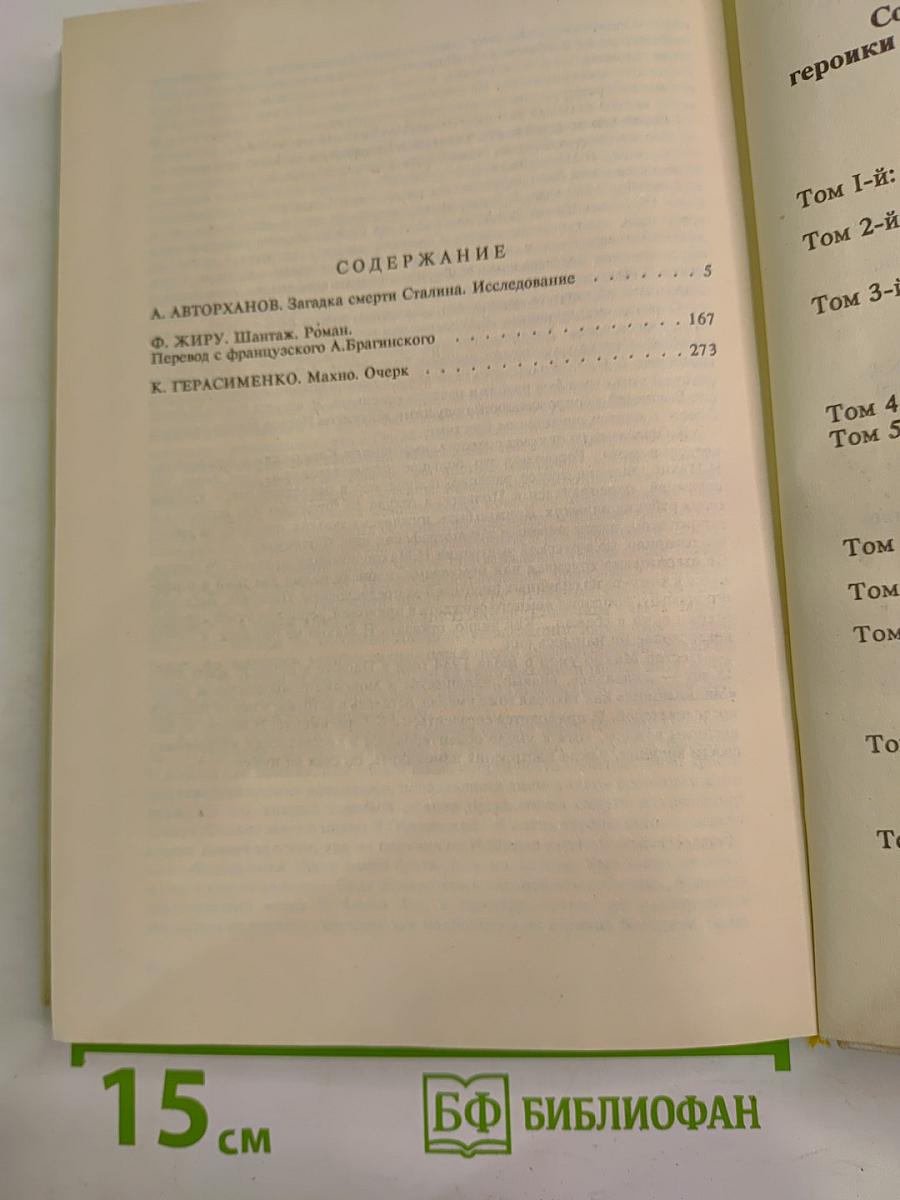 СОДЕРЖАНИЕ
А. АВТОРХАНОВ. Загадка смерти Сталина. Исследование . . . . . . . 5
Ф. ЖИРУ. Шантаж. Роман.
Перевод с французского А.Брагинского . . . . . . . . . . . . . . . 167
К. ГЕРАСИМЕНКО. Махно. Очерк . . . . . . . . . . . . . . . . . 273
героики
Том I-й:
Том 2-й
Том 3-й
Том 4
Том 5
Том
Том
Том
15 см
БФ БИБЛИОФАН